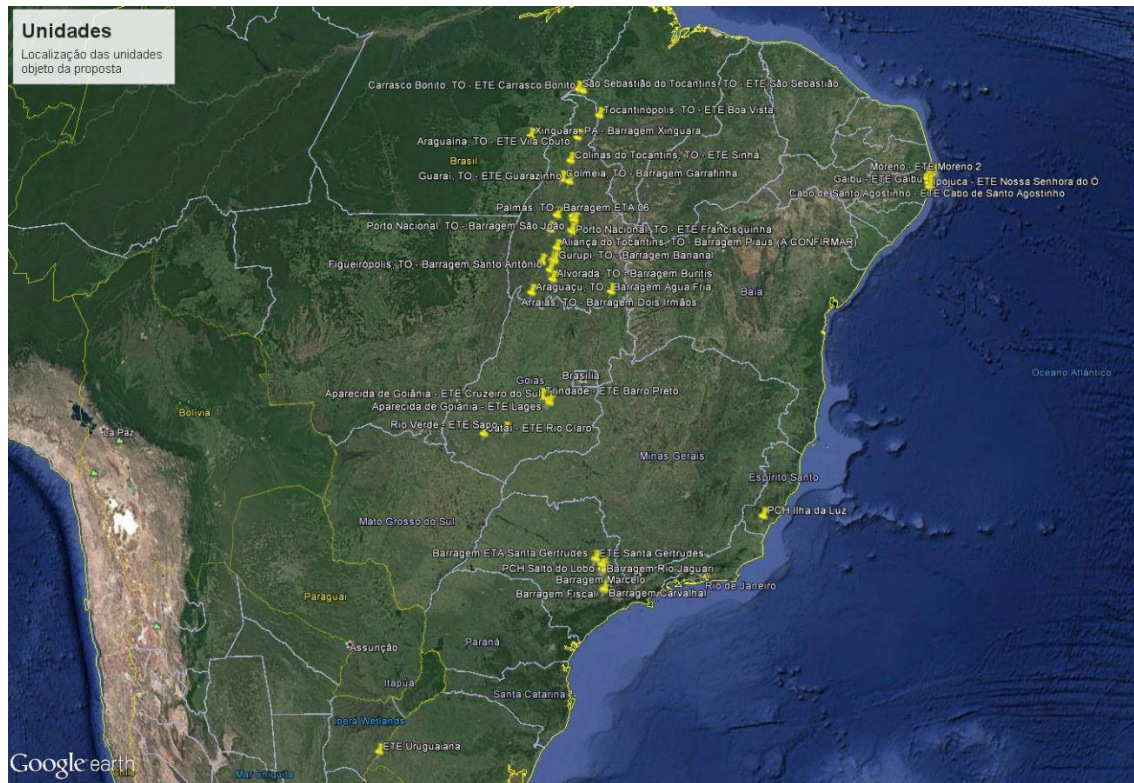 Unidades
Localização das unidades
objeto da proposta
Carrasco Bonito, TO - ETE Carrasco Bonito
São Sebastião do Tocantins, TO - ETE São Sebastião
Tocantinópolis, TO - ETE Boa Vista
Xinguara, PA - Barragem Xinguara
Araguaína, TO - ETE Vila Couto
Colinas do Tocantins, TO - ETE Sinhá
Brasil
Moreno - ETE Moreno 2
Guaraí, TO - ETE Guarazinho
Colmeia, TO - Barragem Garrafinha
Gaibu - ETE Gaibu
Ipojuca - ETE Nossa Senhora do Ó
Cabo de Santo Agostinho - ETE Cabo de Santo Agostinho
Palmas, TO - Barragem ETA 06
Porto Nacional, TO - Barragem São João
Porto Nacional, TO - ETE Francisquinha
Aliança do Tocantins, TO - Barragem Piaus (A CONFIRMAR)
Gurupi, TO - Barragem Bananal
Figueirópolis, TO - Barragem Santo Antônio
Alvorada, TO - Barragem Buritis
Araguaçu, TO - Barragem Água Fria
Baía
Arraias, TO - Barragem Dois Irmãos
Oceano Atlântico
Brasília
Goiás
Aparecida de Goiânia - ETE Cruzeiro do Sul
Trindade - ETE Barro Preto
Aparecida de Goiânia - ETE Lages
Bolívia
Rio Verde - ETE Sapo
Jataí - ETE Rio Claro
La Paz
Minas Gerais
Espírito Santo
PCH Ilha da Luz
Mato Grosso do Sul
Barragem ETA Santa Gertrudes
ETE Santa Gertrudes
PCH Salto do Lobo
Barragem Rio Jaguari
Barragem Marcelo
Rio de Janeiro
Barragem Fiscal
Barragem Carvalhal
Paraguai
Paraná
Assunção
Itapúa
Santa Catarina
Ibera Wetlands
ETE Uruguaiana
Mar Chiquita
Chile
Google earth